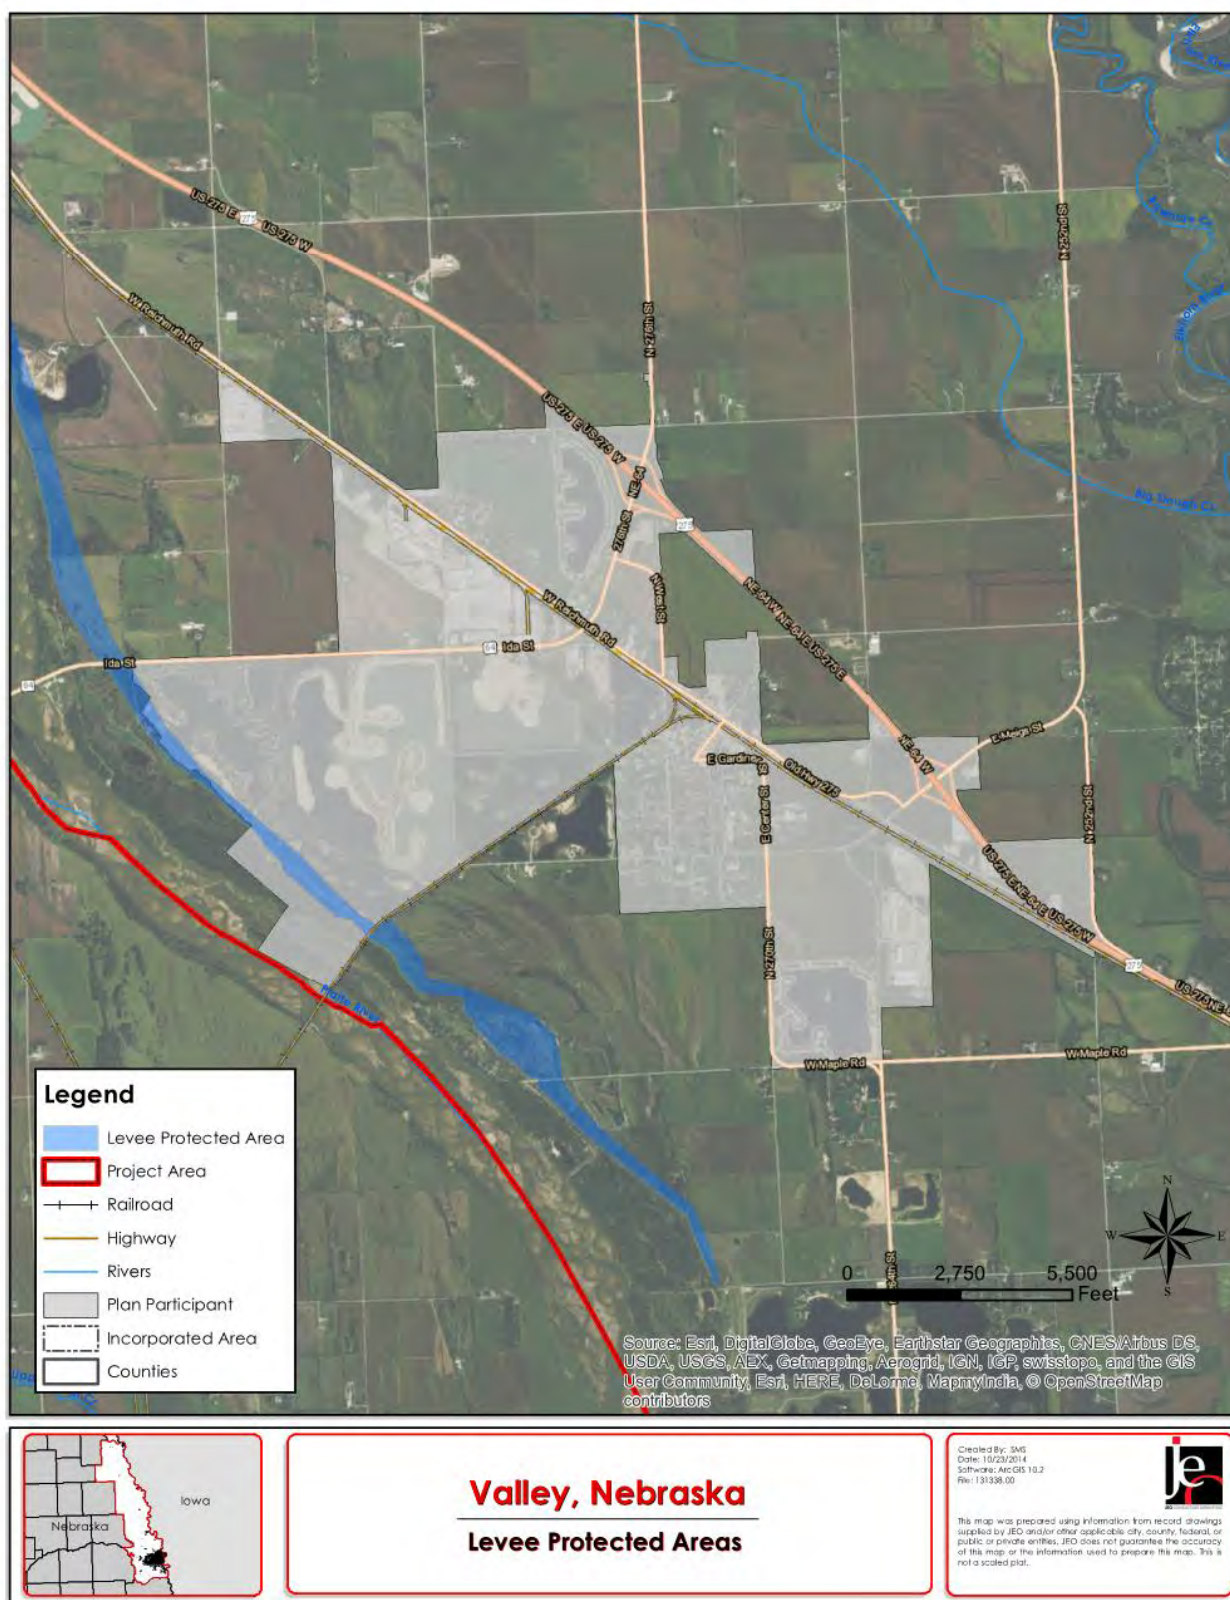 US-275 E
275
US-275 W
W Reichmuth Rd
N 276th St
N 252nd St
Big Slough Cr.
US-275 E
US-275 W
NE-64
276th St
275
N West St
NE-64 W
NE-64 E
US-275 E
W Reichmuth Rd
Ida St
64
Ida St
64
E Meigs St
NE-64 W
E Gardiner St
Old Hwy 275
E Center St
N 252nd St
US-275 E/NE-64 E
US-275 W
N 270th St
275
US-275
Platte River
W Maple Rd
W Maple Rd
Legend
Levee Protected Area
Project Area
Railroad
Highway
Rivers
Plan Participant
Incorporated Area
Counties
N
W
E
S
0
2,750
5,500
Feet
Source: Esri, DigitalGlobe, GeoEye, Earthstar Geographics, CNES/Airbus DS,
USDA, USGS, AEX, Getmapping, Aerogrid, IGN, IGP, swisstopo, and the GIS
User Community, Esri, HERE, DeLorme, MapmyIndia, © OpenStreetMap
contributors
Iowa
Nebraska
Valley, Nebraska
Levee Protected Areas
Created By: SMS
Date: 10/23/2014
Software: ArcGIS 10.2
File: 131338.00
This map was prepared using information from record drawings
supplied by JEO and/or other applicable city, county, federal, or
public or private entities. JEO does not guarantee the accuracy
of this map or the information used to prepare this map. This is
not a scaled plat.